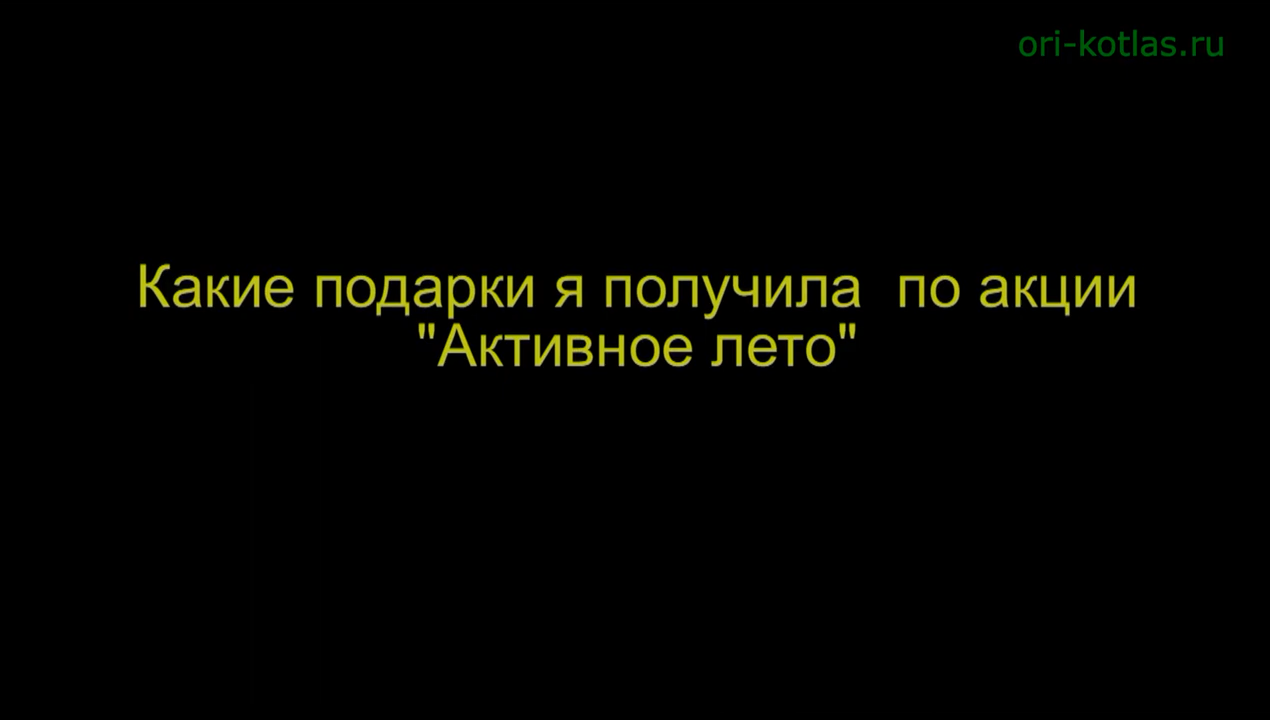 ori-kotlas.ru
Какие подарки я получила  по акции
"Активное лето"